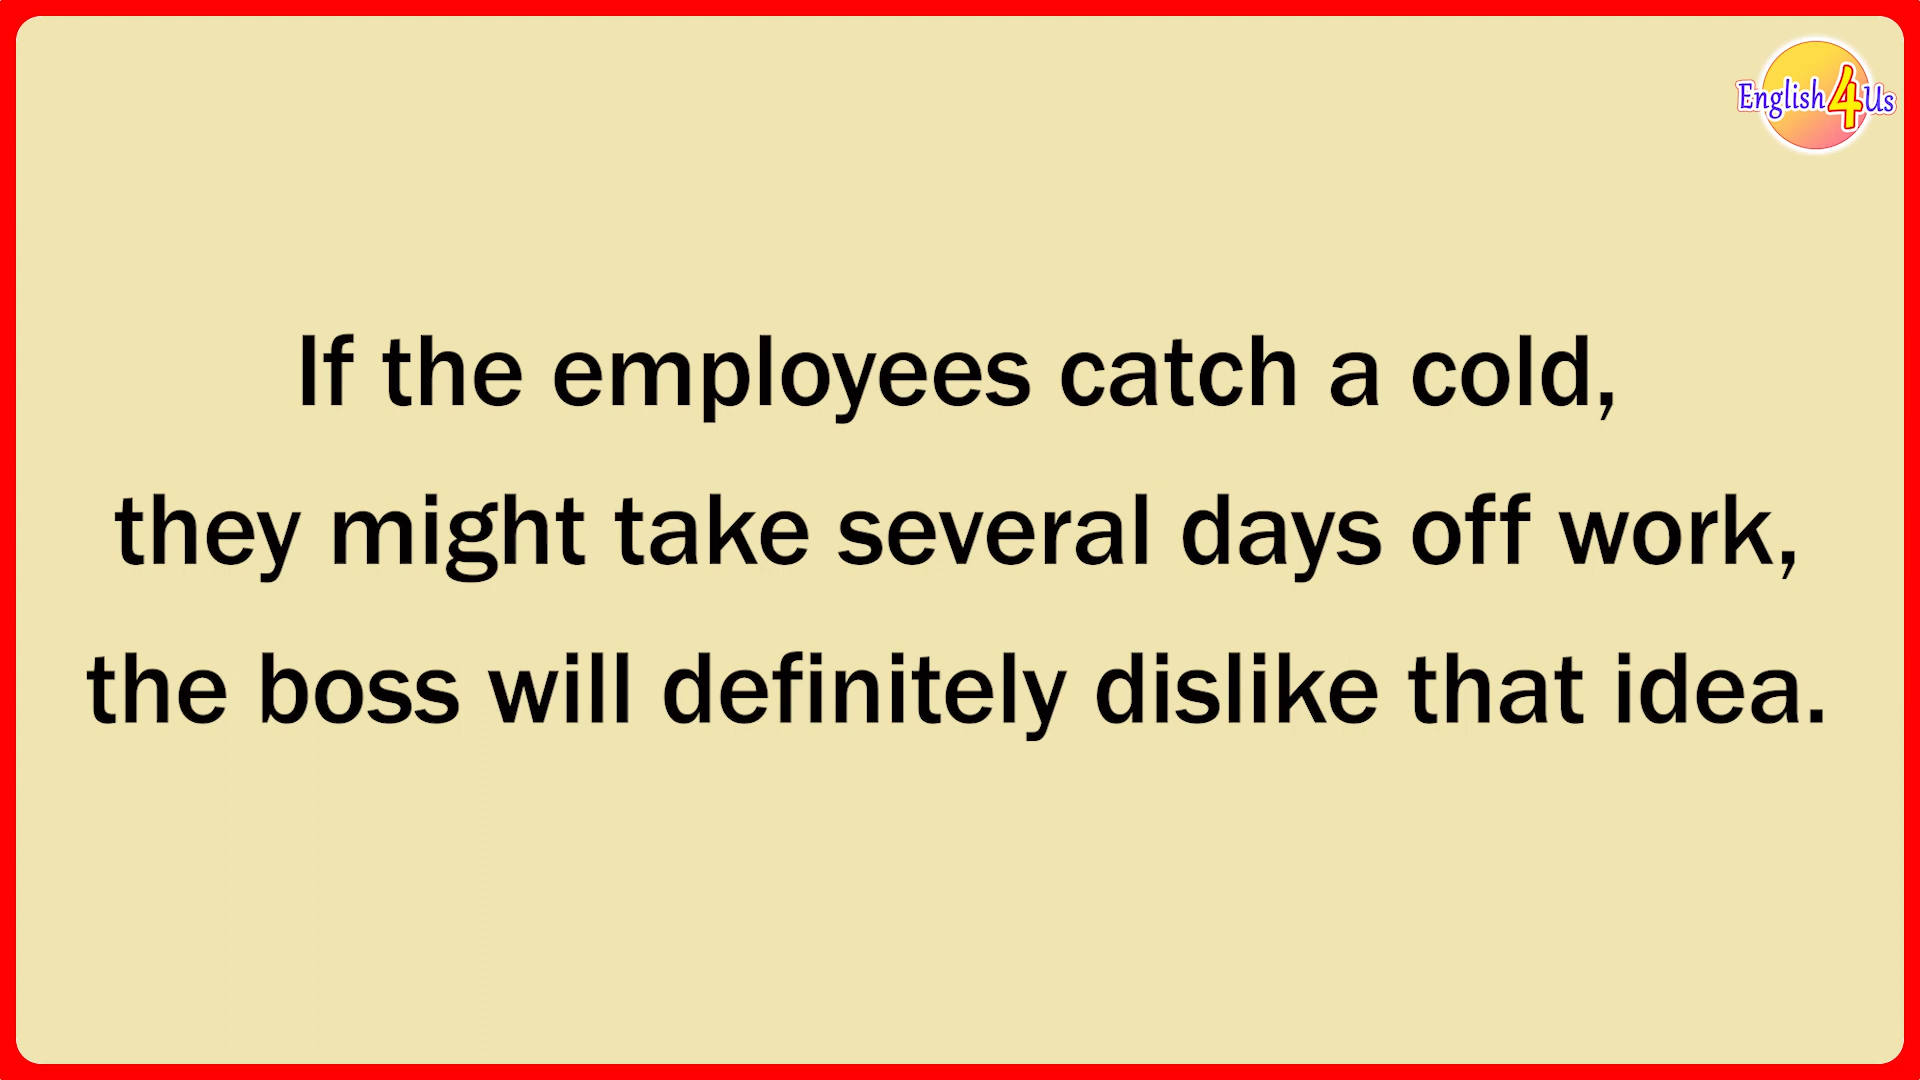 English4Us
If the employees catch a cold,
they might take several days off work,
the boss will definitely dislike that idea.